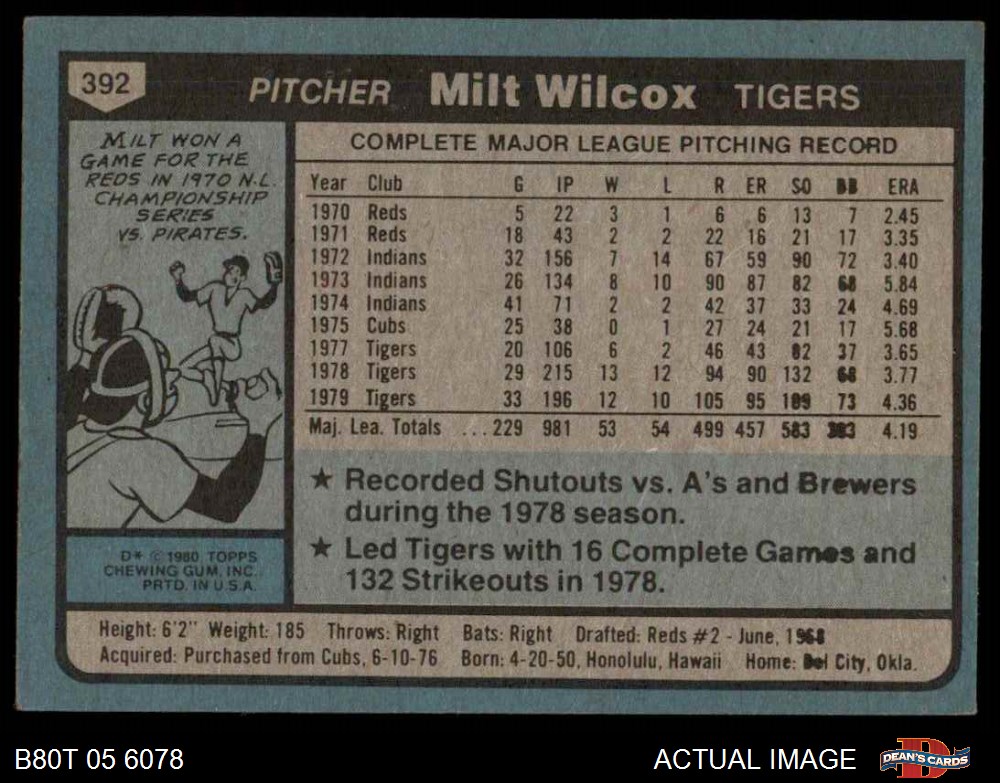 392
PITCHER Milt Wilcox TIGERS
MILT WON A
GAME FOR THE
REDS IN 1970 N.L.
CHAMPIONSHIP
SERIES
VS. PIRATES.
D* © 1980 TOPPS
CHEWING GUM, INC.
PRTD. IN U.S.A.
COMPLETE MAJOR LEAGUE PITCHING RECORD
Year Club G IP W L R ER SO BB ERA
1970 Reds 5 22 3 1 6 6 13 7 2.45
1971 Reds 18 43 2 2 22 16 21 17 3.35
1972 Indians 32 156 7 14 67 59 90 72 3.40
1973 Indians 26 134 8 10 90 87 82 68 5.84
1974 Indians 41 71 2 2 42 37 33 24 4.69
1975 Cubs 25 38 0 1 27 24 21 17 5.68
1977 Tigers 20 106 6 2 46 43 82 37 3.65
1978 Tigers 29 215 13 12 94 90 132 68 3.77
1979 Tigers 33 196 12 10 105 95 109 73 4.36
Maj. Lea. Totals ...229 981 53 54 499 457 583 383 4.19
★ Recorded Shutouts vs. A's and Brewers
during the 1978 season.
★ Led Tigers with 16 Complete Games and
132 Strikeouts in 1978.
Height: 6'2" Weight: 185 Throws: Right Bats: Right Drafted: Reds #2 - June, 1968
Acquired: Purchased from Cubs, 6-10-76 Born: 4-20-50, Honolulu, Hawaii Home: Del City, Okla.
B80T 05 6078
ACTUAL IMAGE
DEAN'S CARDS